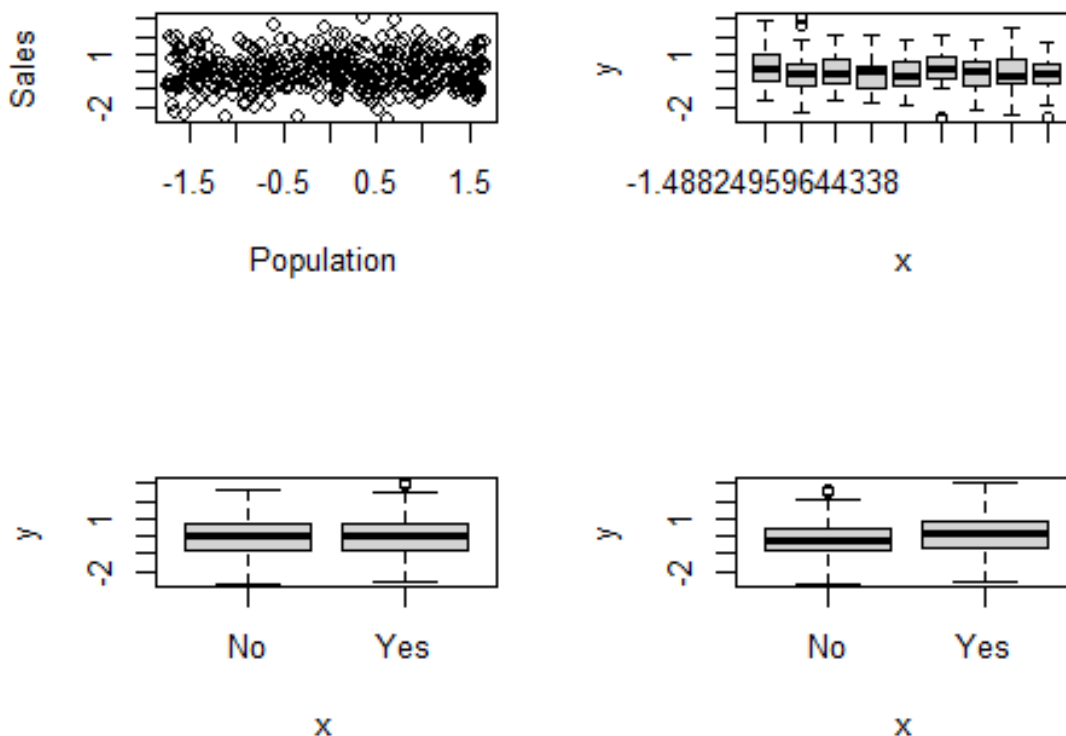 Sales
1
-2
-1.5 -0.5 0.5 1.5
Population
y
1
-2
-1.48824959644338
x
y
1
-2
No Yes
x
y
1
-2
No Yes
x